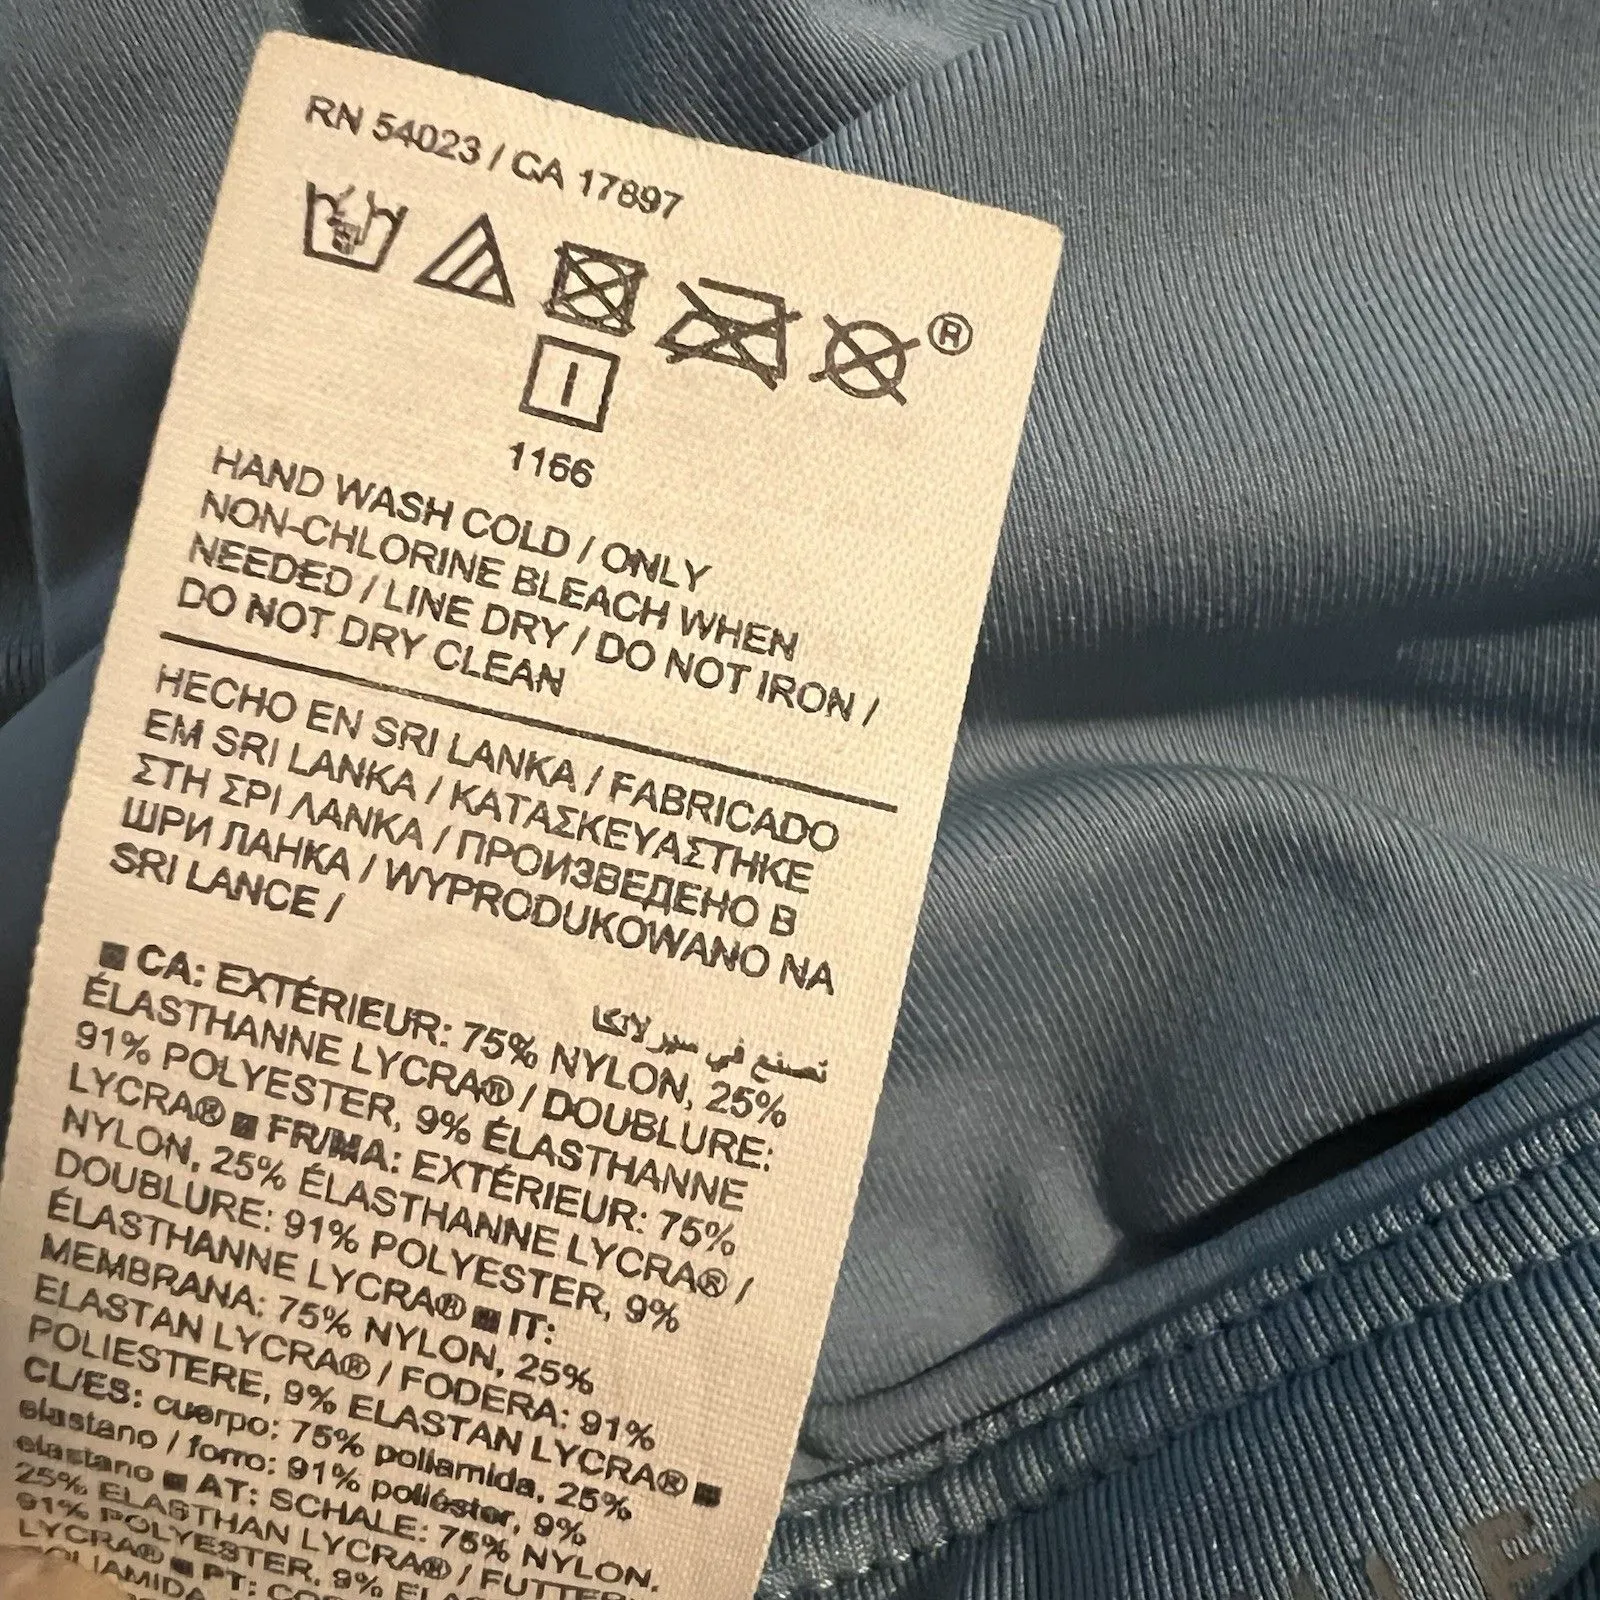 RN 54023 / CA 17897
®
1166
HAND WASH COLD / ONLY
NON-CHLORINE BLEACH WHEN
NEEDED / LINE DRY / DO NOT IRON /
DO NOT DRY CLEAN
HECHO EN SRI LANKA / FABRICADO
EM SRI LANKA / ΚΑΤΑΣΚΕΥΑΣΤΗΚΕ
ΣΤΗ ΣΡΙ ΛΑΝΚΑ / ПРОИЗВЕДЕНО В
ШРИ ЛАНКА / WYPRODUKOWANO NA
SRI LANCE /
تصنع في سير لانكا
CA: EXTÉRIEUR: 75% NYLON, 25%
ÉLASTHANNE LYCRA® / DOUBLURE:
91% POLYESTER, 9% ÉLASTHANNE
LYCRA® ■ FR/MA: EXTÉRIEUR: 75%
NYLON, 25% ÉLASTHANNE LYCRA® /
DOUBLURE: 91% POLYESTER, 9%
ÉLASTHANNE LYCRA® ■ IT:
MEMBRANA: 75% NYLON, 25%
ELASTAN LYCRA® / FODERA: 91%
POLIESTERE, 9% ELASTAN LYCRA® ■
CL/ES: cuerpo: 75% poliamida, 25%
elastano / forro: 91% poliéster, 9%
elastano ■ AT: SCHALE: 75% NYLON,
25% ELASTHAN LYCRA® / FUTTER:
91% POLYESTER, 9%
LYCRA® ■ PT: